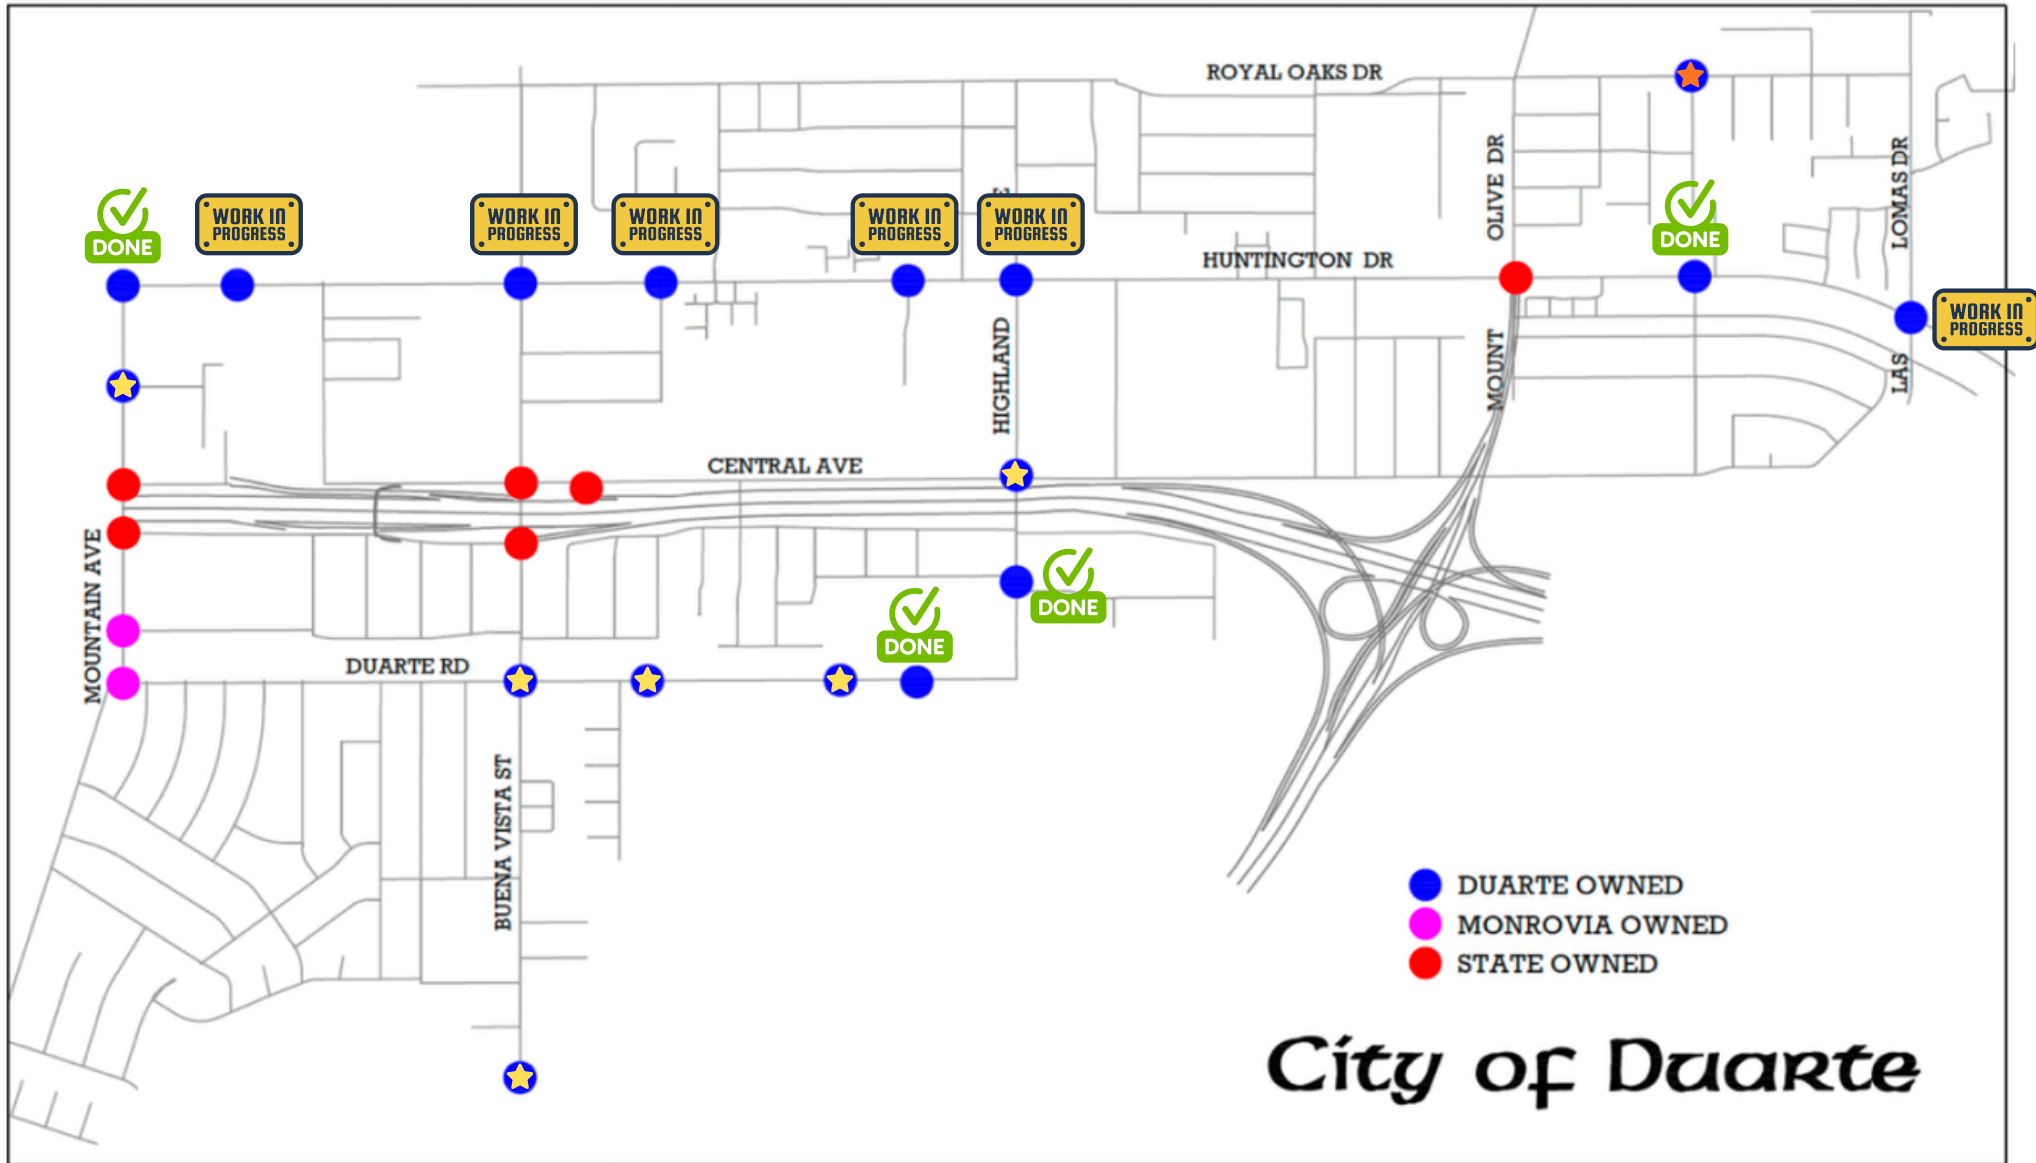 ROYAL OAKS DR
OLIVE DR
LOMAS DR
DONE
WORK IN
PROGRESS
WORK IN
PROGRESS
WORK IN
PROGRESS
WORK IN
PROGRESS
WORK IN
PROGRESS
DONE
HUNTINGTON DR
WORK IN
PROGRESS
HIGHLAND
MOUNT
LAS
CENTRAL AVE
MOUNTAIN AVE
DONE
DONE
DUARTE RD
BUENA VISTA ST
DUARTE OWNED
MONROVIA OWNED
STATE OWNED
City of Duarte